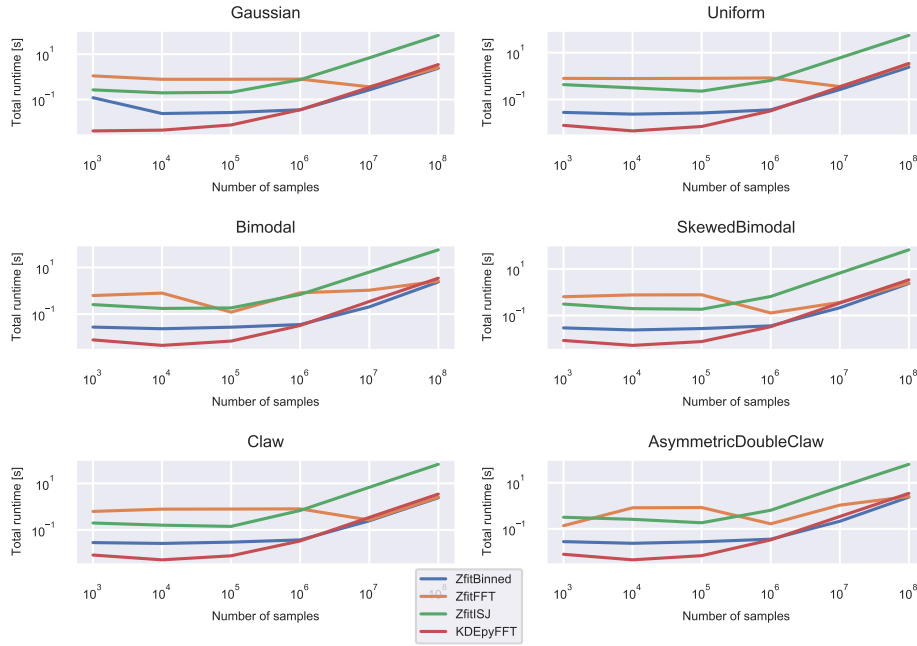 Gaussian
Uniform
Total runtime [s]
10^1
10^-1
10^3 10^4 10^5 10^6 10^7 10^8
Number of samples
Total runtime [s]
10^1
10^-1
10^3 10^4 10^5 10^6 10^7 10^8
Number of samples
Bimodal
SkewedBimodal
Total runtime [s]
10^1
10^-1
10^3 10^4 10^5 10^6 10^7 10^8
Number of samples
Total runtime [s]
10^1
10^-1
10^3 10^4 10^5 10^6 10^7 10^8
Number of samples
Claw
AsymmetricDoubleClaw
Total runtime [s]
10^1
10^-1
10^3 10^4 10^5 10^6 10^7 10^8
Number of samples
Total runtime [s]
10^1
10^-1
10^3 10^4 10^5 10^6 10^7 10^8
Number of samples
ZfitBinned
ZfitFFT
ZfitISJ
KDEpyFFT